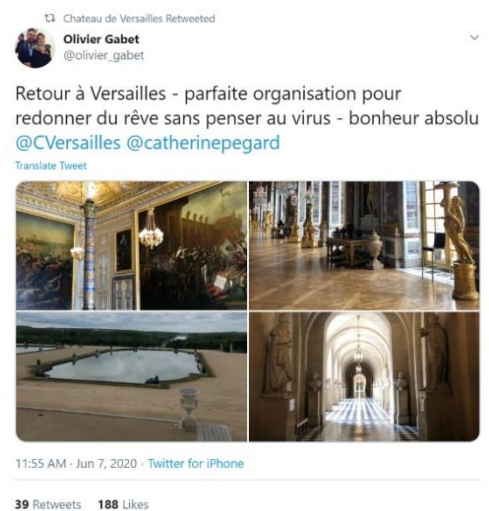 Chateau de Versailles Retweeted
Olivier Gabet
@olivier_gabet
Retour à Versailles - parfaite organisation pour
redonner du rêve sans penser au virus - bonheur absolu
@CVersailles @catherinepegard
Translate Tweet
11:55 AM · Jun 7, 2020 · Twitter for iPhone
39 Retweets 188 Likes